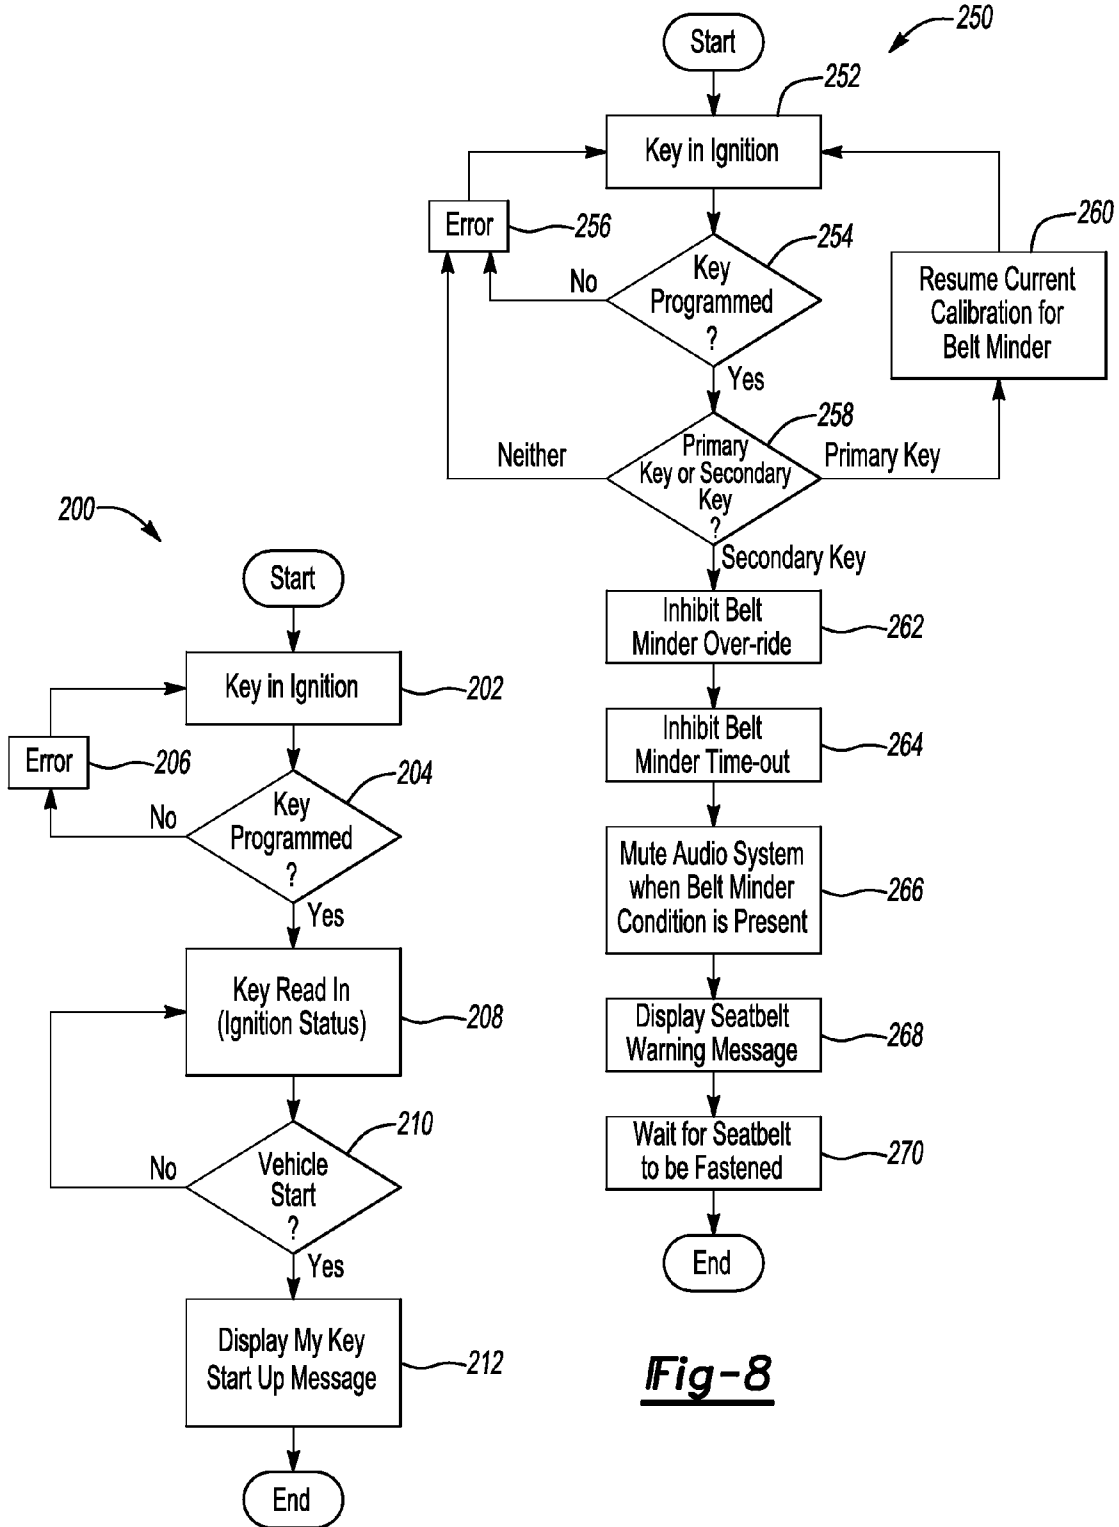 250
Start
252
Key in Ignition
Error
256
254
Key
Programmed
?
No
Yes
260
Resume Current
Calibration for
Belt Minder
258
Primary
Key or Secondary
Key
?
Neither
Primary Key
Secondary Key
Inhibit Belt
Minder Over-ride
262
Inhibit Belt
Minder Time-out
264
Mute Audio System
when Belt Minder
Condition is Present
266
Display Seatbelt
Warning Message
268
Wait for Seatbelt
to be Fastened
270
End
200
Start
Key in Ignition
202
Error
206
204
Key
Programmed
?
No
Yes
Key Read In
(Ignition Status)
208
210
Vehicle
Start
?
No
Yes
Display My Key
Start Up Message
212
End
Fig-8